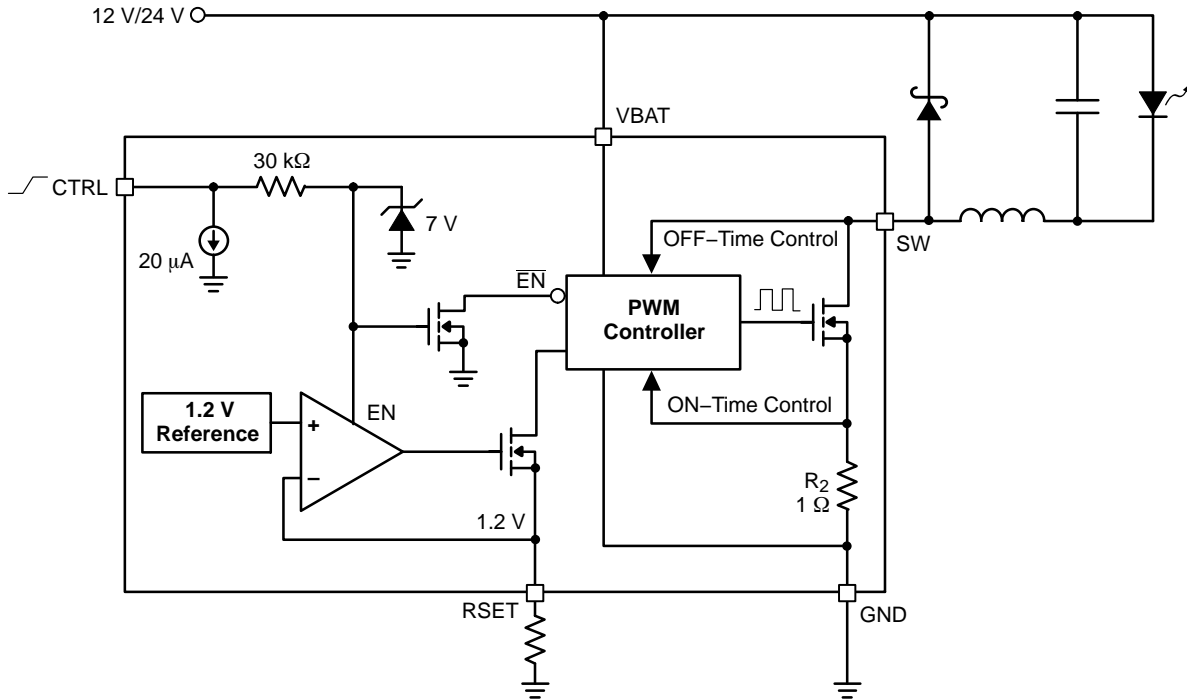 12 V/24 V
VBAT
30 kΩ
CTRL
7 V
20 μA
SW
OFF−Time Control
E̅N̅
PWM
Controller
EN
ON−Time Control
1.2 V
Reference
+
−
R₂
1 Ω
1.2 V
RSET
GND